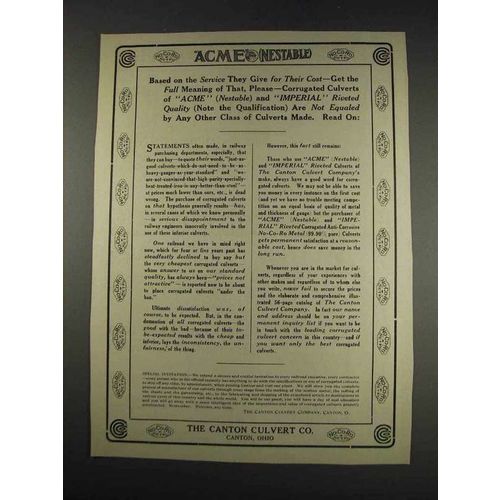 "ACME" (NESTABLE)
Based on the Service They Give for Their Cost—Get the
Full Meaning of That, Please—Corrugated Culverts
of "ACME" (Nestable) and "IMPERIAL" Riveted
Quality (Note the Qualification) Are Not Equaled
by Any Other Class of Culverts Made. Read On:
STATEMENTS often made, in railway
purchasing departments, especially, that
they can buy—to quote their words, "just-as-
good-culverts-which-do-not-need-to-be-as-
heavy-gauge-as-your-standard" and "we-
are-not-convinced-that-high-purity-specially-
heat-treated-iron-is-any-better-than-steel"—
at prices much lower than ours, etc., is dead
wrong. The purchase of corrugated culverts
on that hypothesis generally results—has,
in several cases of which we know personally
—in serious disappointment to the
railway engineers innocently involved in the
use of these inferior culverts.
One railroad we have in mind right
now, which for four or five years past has
steadfastly declined to buy any but
the very cheapest corrugated culverts—
whose answer to us on our standard
quality, has always been—"prices not
attractive"—is reported now to be about
to place corrugated culverts "under the
ban."
Ultimate dissatisfaction was, of
course, to be expected. But, in the con-
demnation of all corrugated culverts—the
good with the bad—because of their to-
be-expected results with the cheap and
inferior, lays the inconsistency, the un-
fairness, of the thing.
However, this fact still remains:
Those who use "ACME" (Nestable)
and "IMPERIAL" Riveted Culverts of
The Canton Culvert Company's
make, always have a good word for corru-
gated culverts. We may not be able to save
you money in every instance on the first cost
—and yet we have no trouble meeting compe-
tition on an equal basis of quality of metal
and thickness of gauge; but the purchaser of
"ACME" (Nestable) and "IMPE-
RIAL" Riveted Corrugated Anti-Corrosive
No-Co-Ro Metal (99.90% pure) Culverts
gets permanent satisfaction at a reason-
able cost, hence does save money in
the long run.
Whenever you are in the market for cul-
verts, regardless of your experiences with
other makes and regardless of to whom else
you write, never fail to secure the prices
and the elaborate and comprehensive illus-
trated 56-page catalog of The Canton
Culvert Company. In fact our name
and address should be on your per-
manent inquiry list if you want to be
in touch with the leading corrugated
culvert concern in this country—and if
you want only the best corrugated
culverts.
SPECIAL INVITATION
THE CANTON CULVERT COMPANY, CANTON, O.
THE CANTON CULVERT CO.
CANTON, OHIO